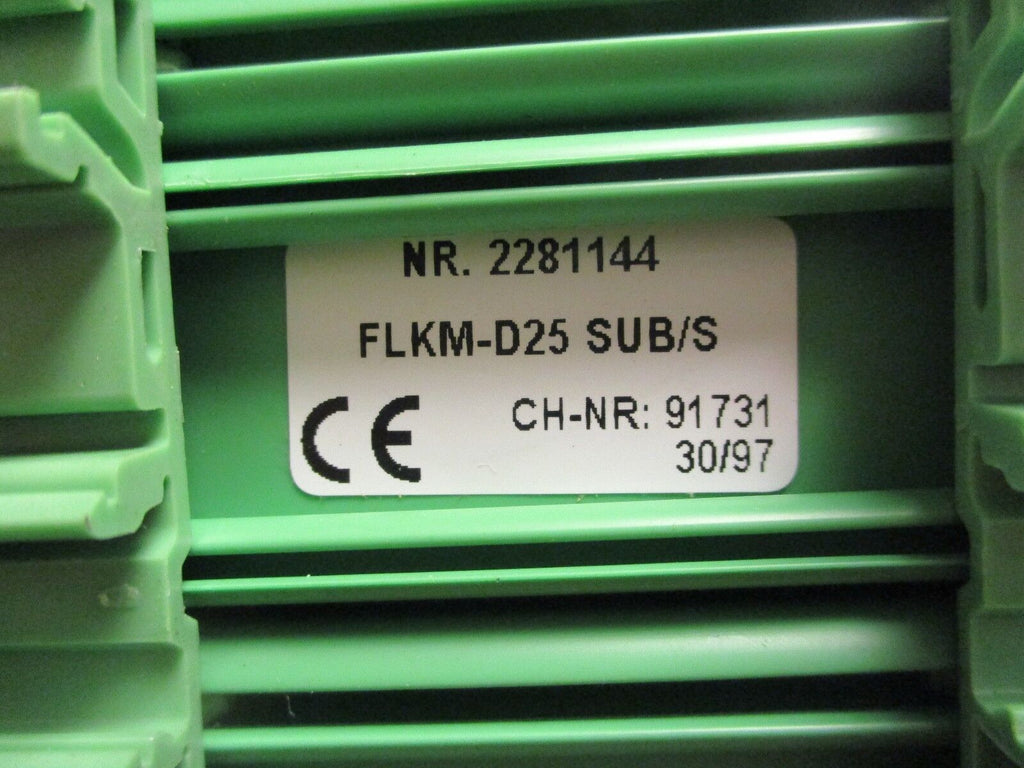 NR. 2281144
FLKM-D25 SUB/S
CE CH-NR: 91731
30/97